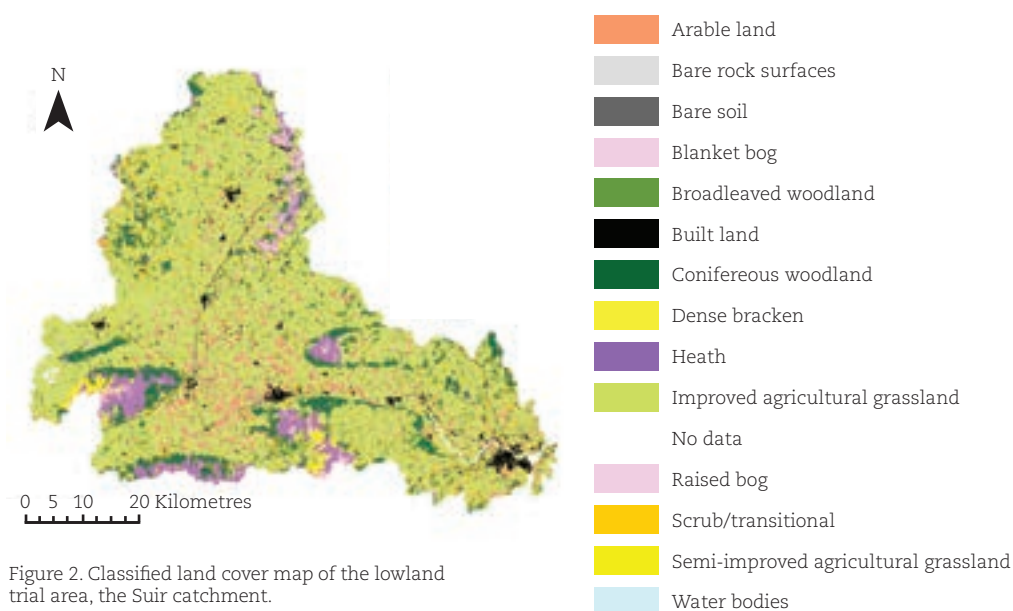 N
0 5 10 20 Kilometres
Figure 2. Classified land cover map of the lowland
trial area, the Suir catchment.
Arable land
Bare rock surfaces
Bare soil
Blanket bog
Broadleaved woodland
Built land
Conifereous woodland
Dense bracken
Heath
Improved agricultural grassland
No data
Raised bog
Scrub/transitional
Semi-improved agricultural grassland
Water bodies